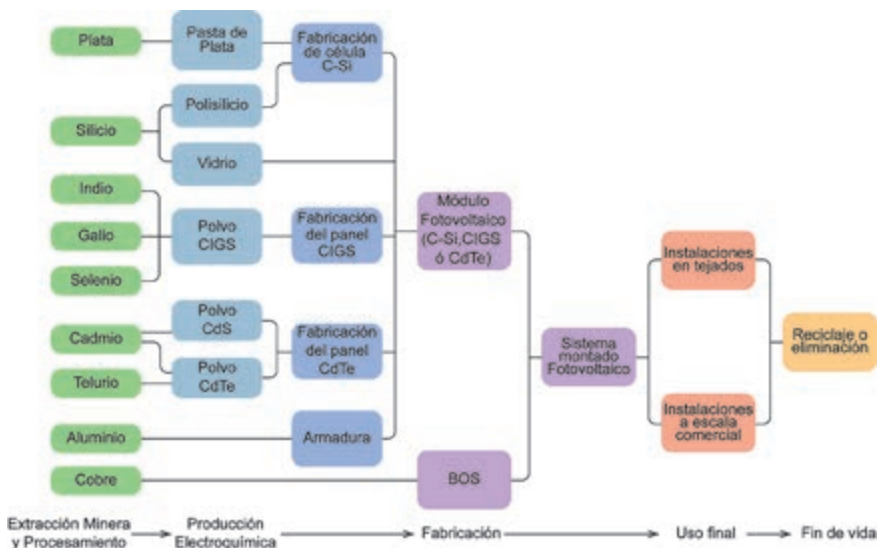 Plata
Pasta de
Plata
Fabricación
de célula
C-Si
Polisilicio
Silicio
Vidrio
Indio
Galio
Selenio
Polvo
CIGS
Fabricación
del panel
CIGS
Módulo
Fotovoltaico
(C-Si,CIGS
ó CdTe)
Instalaciones
en tejados
Cadmio
Polvo
CdS
Telurio
Polvo
CdTe
Fabricación
del panel
CdTe
Sistema
montado
Fotovoltaico
Reciclaje o
eliminación
Aluminio
Armadura
Instalaciones
a escala
comercial
Cobre
BOS
Extracción Minera
y Procesamiento
Producción
Electroquímica
Fabricación
Uso final
Fin de vida